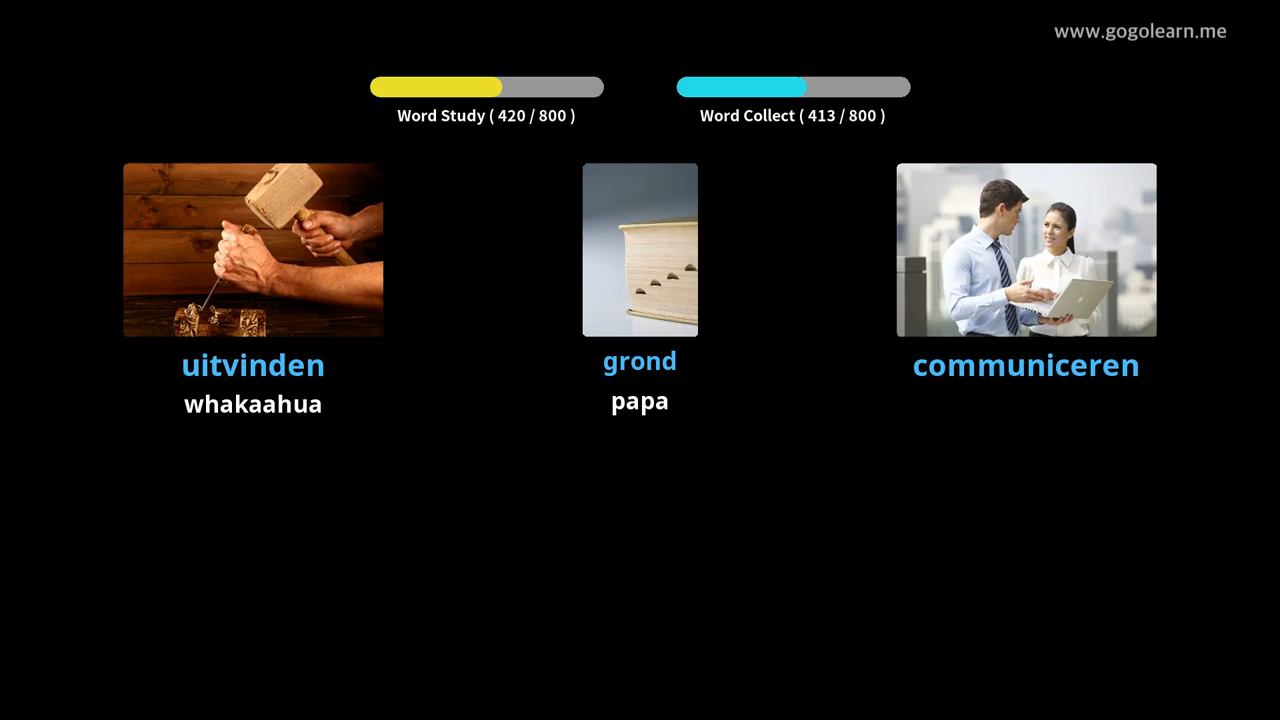 www.gogolearn.me
Word Study ( 420 / 800 )
Word Collect ( 413 / 800 )
uitvinden
whakaahua
grond
papa
communiceren